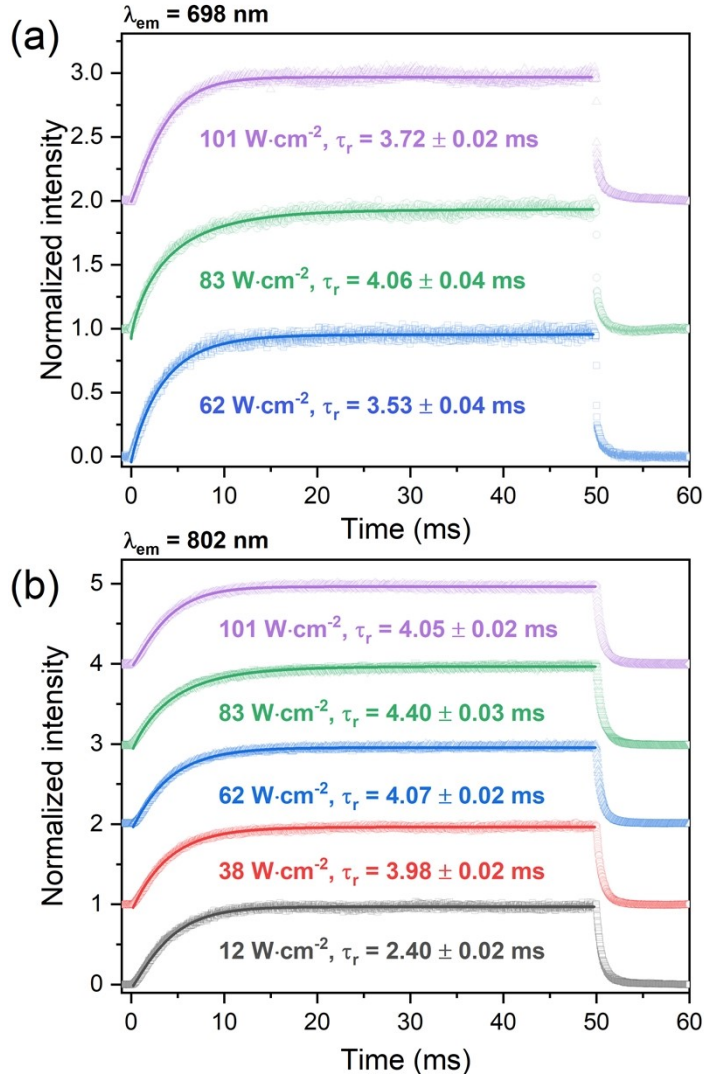 λem = 698 nm
(a)
Normalized intensity
3.0
2.5
2.0
1.5
1.0
0.5
0.0
101 W·cm-2, τr = 3.72 ± 0.02 ms
83 W·cm-2, τr = 4.06 ± 0.04 ms
62 W·cm-2, τr = 3.53 ± 0.04 ms
0 10 20 30 40 50 60
Time (ms)
λem = 802 nm
(b)
Normalized intensity
5
4
3
2
1
0
101 W·cm-2, τr = 4.05 ± 0.02 ms
83 W·cm-2, τr = 4.40 ± 0.03 ms
62 W·cm-2, τr = 4.07 ± 0.02 ms
38 W·cm-2, τr = 3.98 ± 0.02 ms
12 W·cm-2, τr = 2.40 ± 0.02 ms
0 10 20 30 40 50 60
Time (ms)